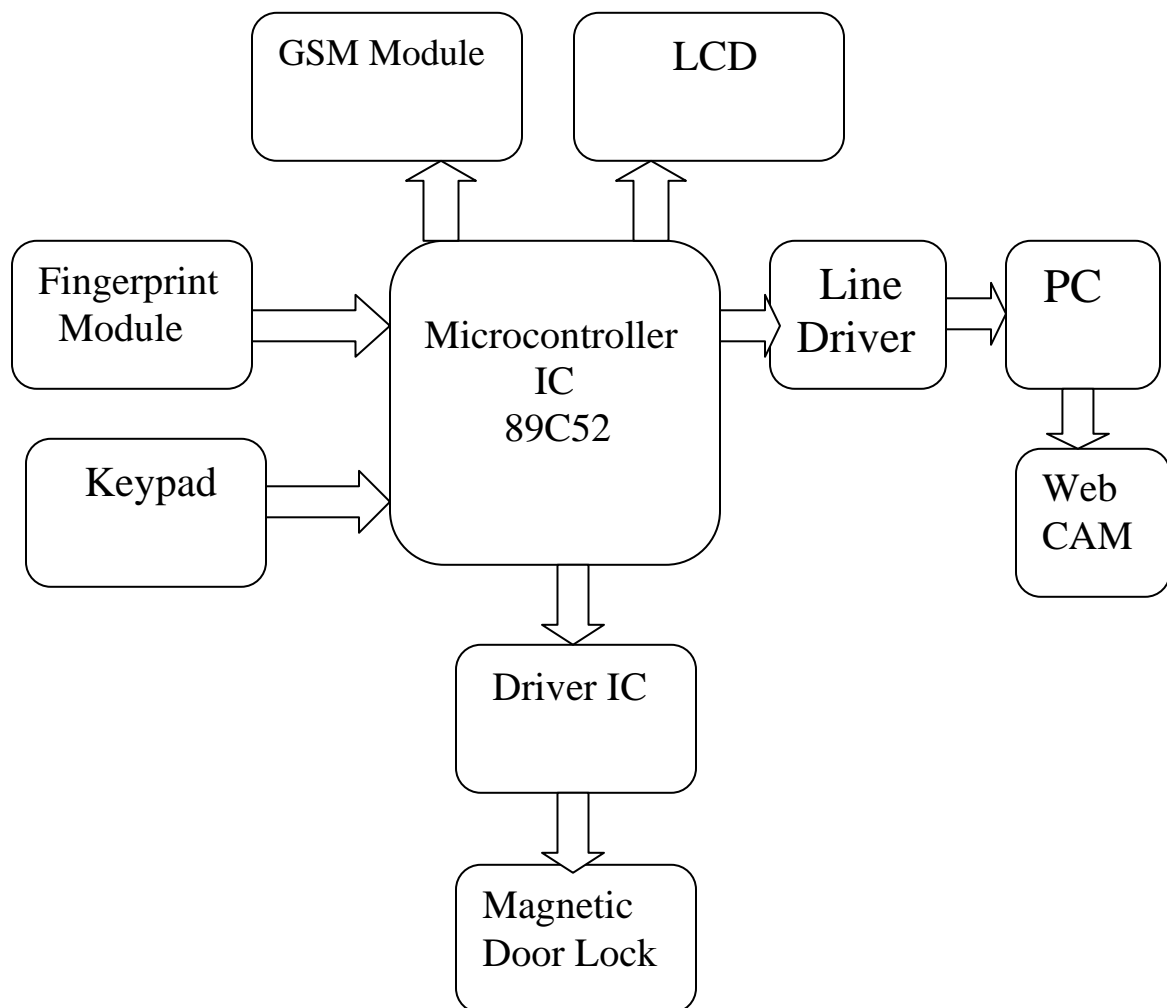 GSM Module
LCD
Fingerprint
Module
Microcontroller
IC
89C52
Line
Driver
PC
Keypad
Web
CAM
Driver IC
Magnetic
Door Lock